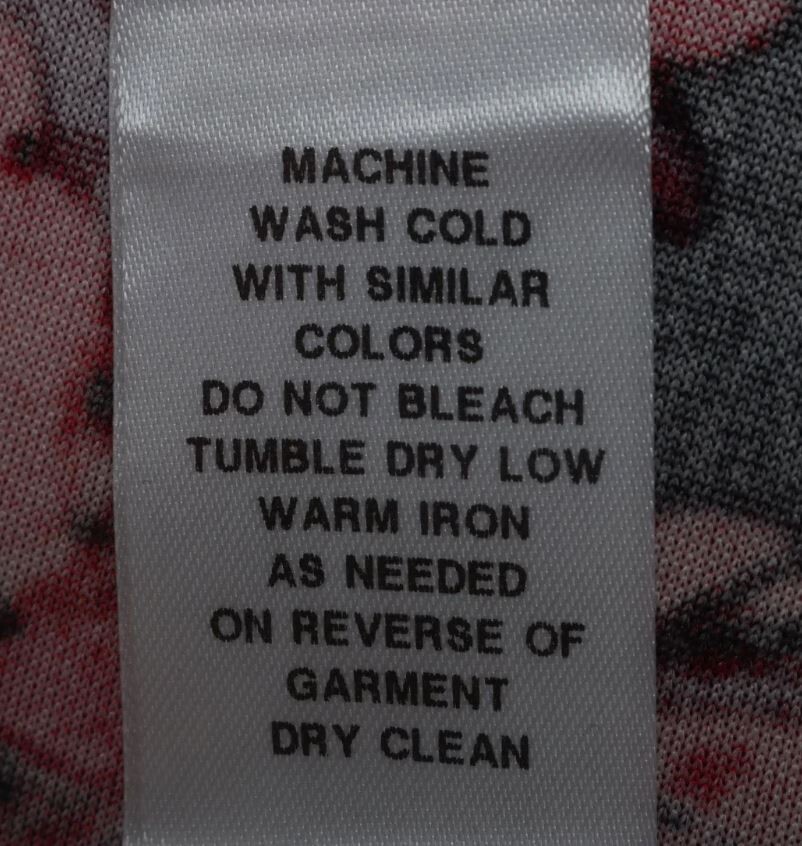 MACHINE
WASH COLD
WITH SIMILAR
COLORS
DO NOT BLEACH
TUMBLE DRY LOW
WARM IRON
AS NEEDED
ON REVERSE OF
GARMENT
DRY CLEAN